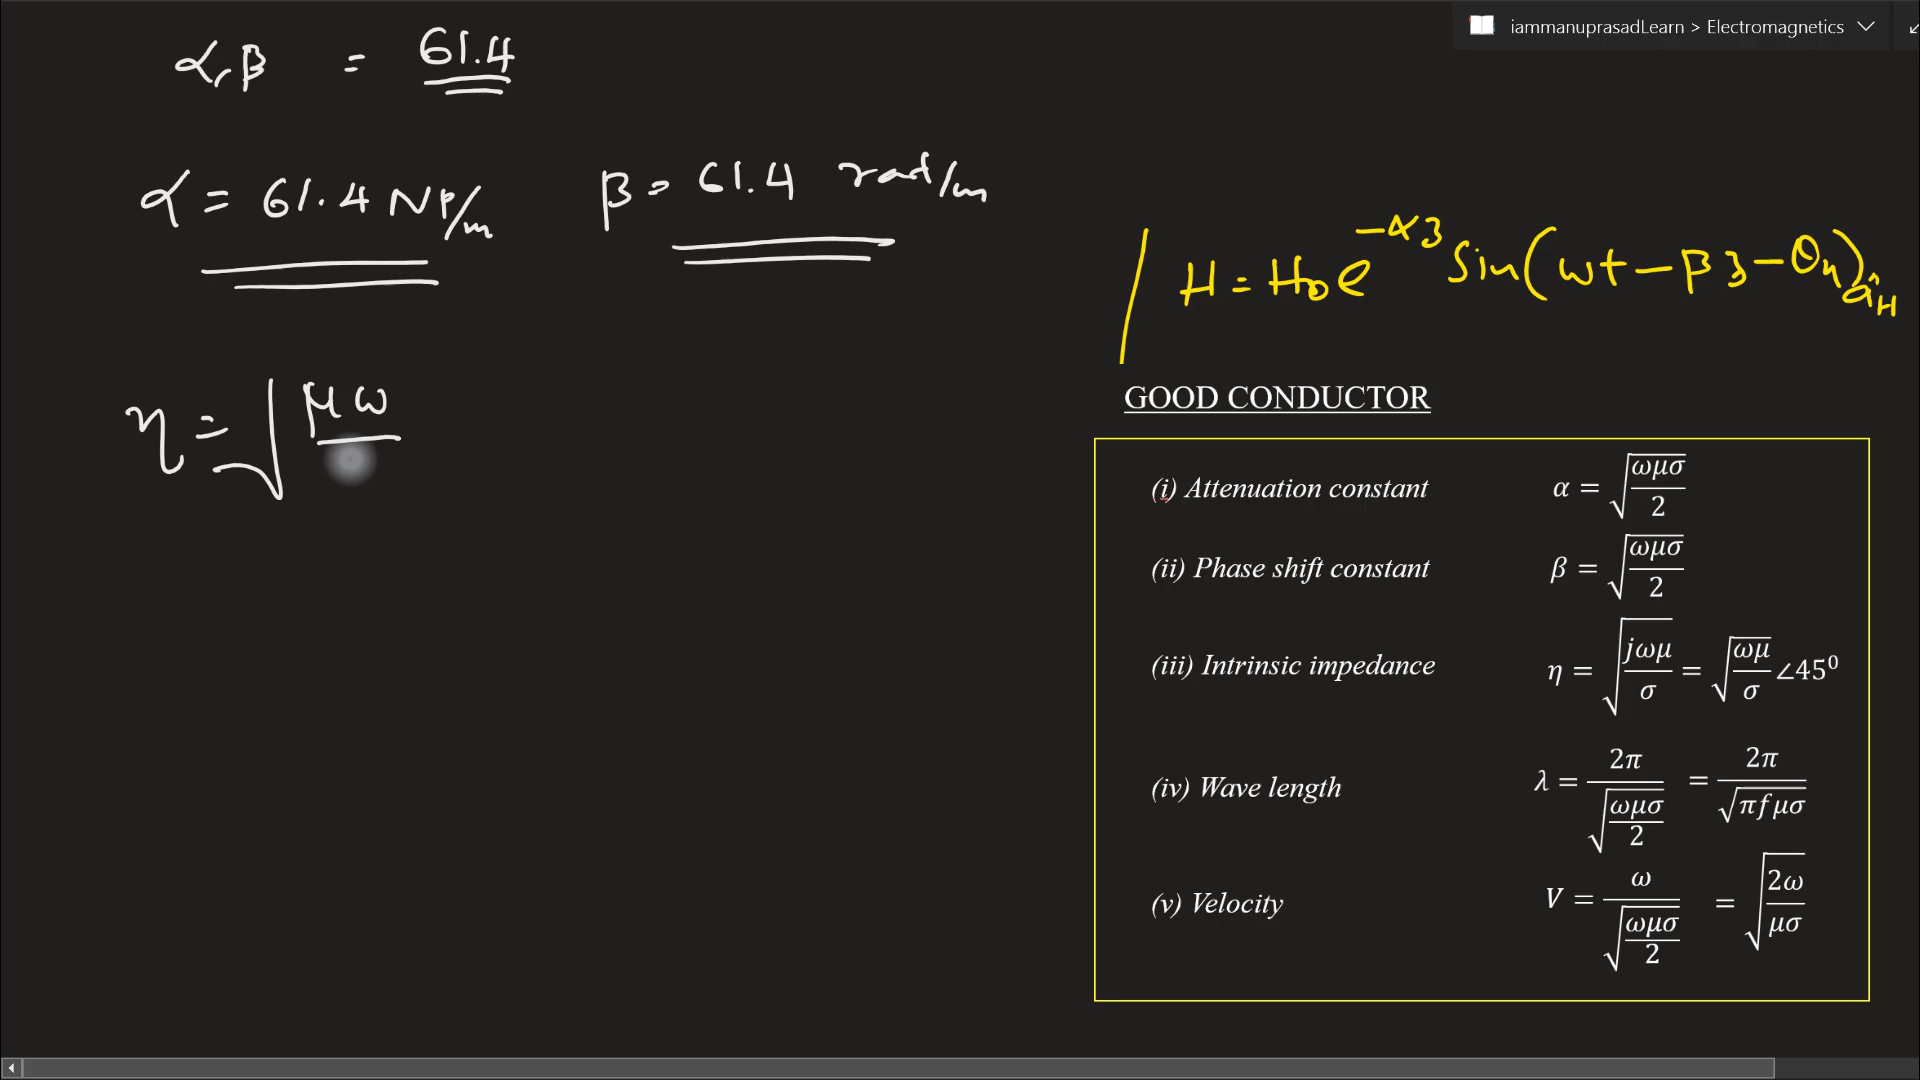 iammanuprasadLearn > Electromagnetics
α, β = 61.4
α = 61.4 Np/m
β = 61.4 rad/m
H = H₀ e^(-αz) Sin(ωt - βz - θη) âH
η = √(μω
GOOD CONDUCTOR
(i) Attenuation constant α = √(ωμσ/2)
(ii) Phase shift constant β = √(ωμσ/2)
(iii) Intrinsic impedance η = √(jωμ/σ) = √(ωμ/σ) ∠45⁰
(iv) Wave length λ = 2π/√(ωμσ/2) = 2π/√(πfμσ)
(v) Velocity V = ω/√(ωμσ/2) = √(2ω/μσ)